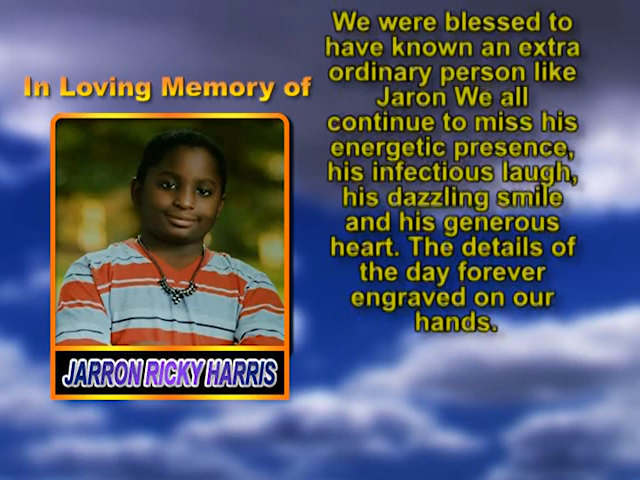 In Loving Memory of
JARRON RICKY HARRIS
We were blessed to
have known an extra
ordinary person like
Jaron We all
continue to miss his
energetic presence,
his infectious laugh,
his dazzling smile
and his generous
heart. The details of
the day forever
engraved on our
hands.